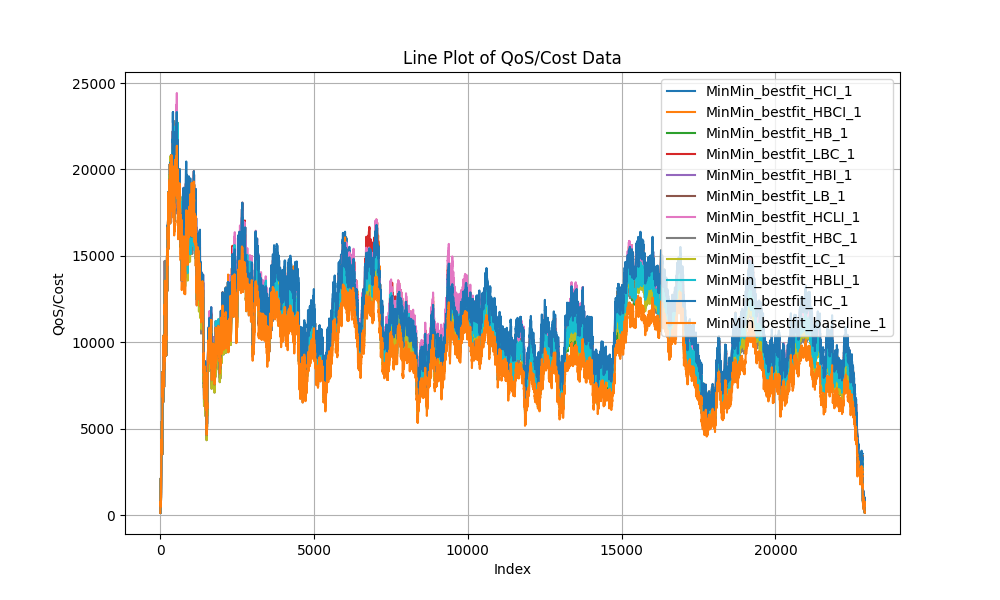 Line Plot of QoS/Cost Data
25000
20000
15000
10000
5000
0
QoS/Cost
MinMin_bestfit_HCI_1
MinMin_bestfit_HBCI_1
MinMin_bestfit_HB_1
MinMin_bestfit_LBC_1
MinMin_bestfit_HBI_1
MinMin_bestfit_LB_1
MinMin_bestfit_HCLI_1
MinMin_bestfit_HBC_1
MinMin_bestfit_LC_1
MinMin_bestfit_HBLI_1
MinMin_bestfit_HC_1
MinMin_bestfit_baseline_1
0 5000 10000 15000 20000
Index